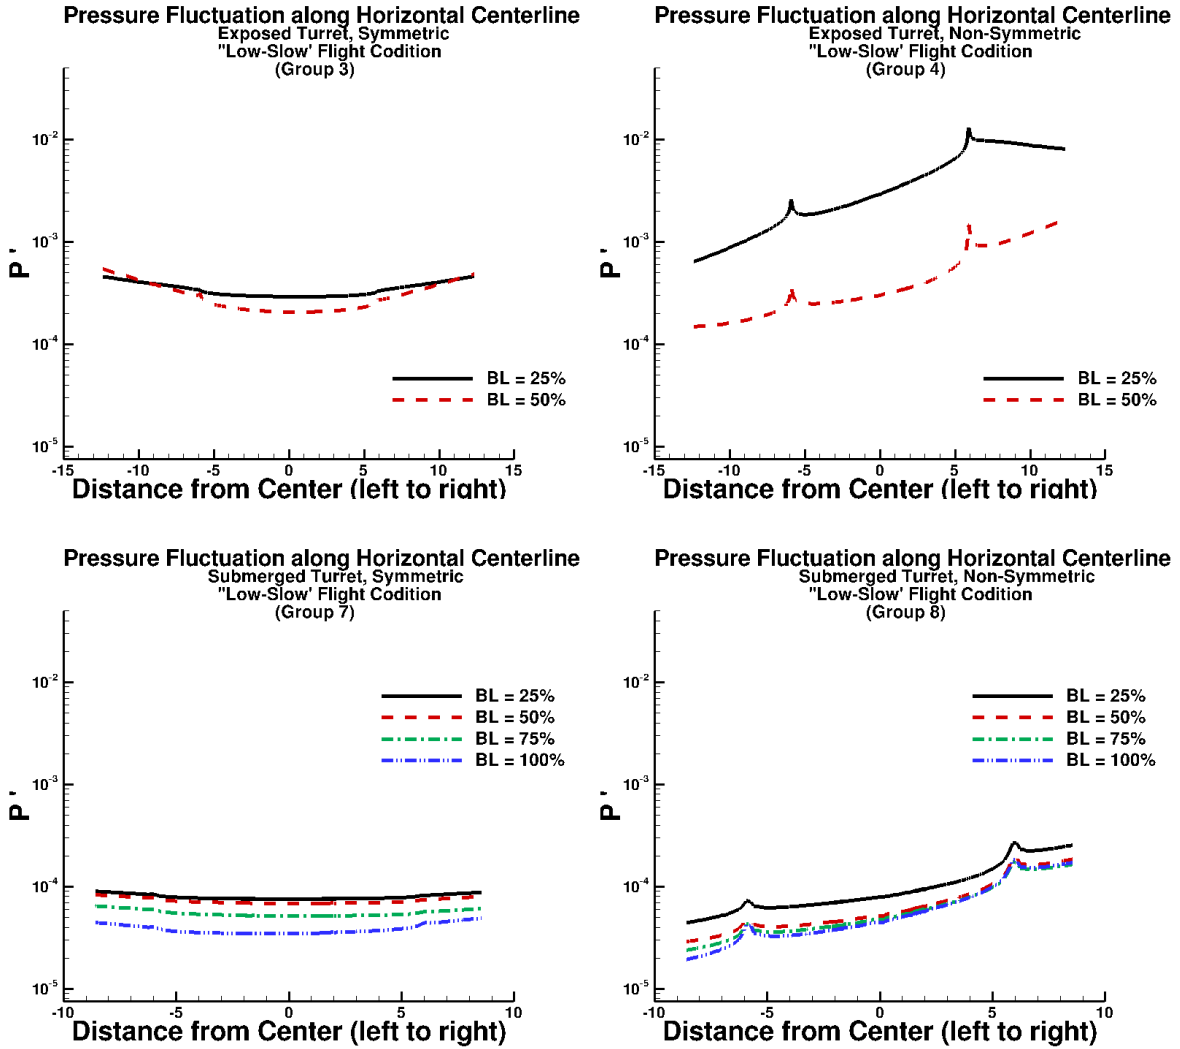 Pressure Fluctuation along Horizontal Centerline
Exposed Turret, Symmetric
"Low-Slow' Flight Codition
(Group 3)
10-2
10-3
10-4
10-5
P'
BL = 25%
BL = 50%
-15 -10 -5 0 5 10 15
Distance from Center (left to right)
Pressure Fluctuation along Horizontal Centerline
Exposed Turret, Non-Symmetric
"Low-Slow' Flight Codition
(Group 4)
10-2
10-3
10-4
10-5
P'
BL = 25%
BL = 50%
-15 -10 -5 0 5 10 15
Distance from Center (left to right)
Pressure Fluctuation along Horizontal Centerline
Submerged Turret, Symmetric
"Low-Slow' Flight Codition
(Group 7)
10-2
10-3
10-4
10-5
P'
BL = 25%
BL = 50%
BL = 75%
BL = 100%
-10 -5 0 5 10
Distance from Center (left to right)
Pressure Fluctuation along Horizontal Centerline
Submerged Turret, Non-Symmetric
"Low-Slow' Flight Codition
(Group 8)
10-2
10-3
10-4
10-5
P'
BL = 25%
BL = 50%
BL = 75%
BL = 100%
-10 -5 0 5 10
Distance from Center (left to right)